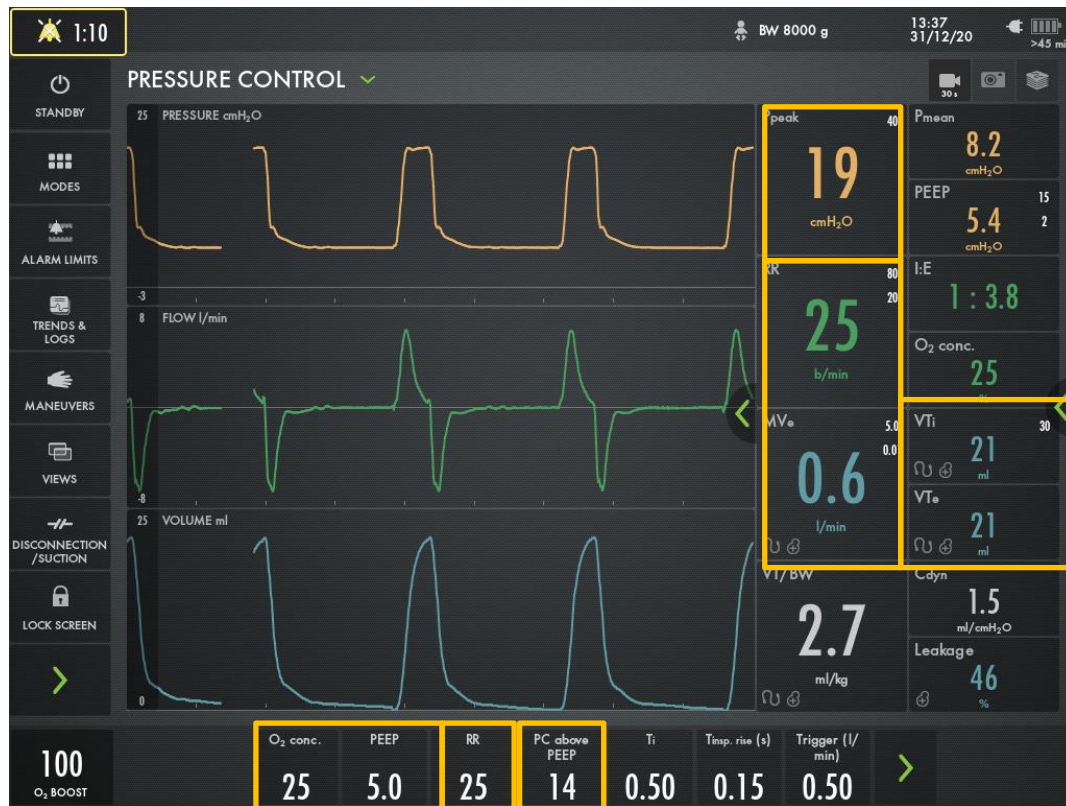 1:10
BW 8000 g
13:37
31/12/20
>45 mi
STANDBY
MODES
ALARM LIMITS
TRENDS &
LOGS
MANEUVERS
VIEWS
DISCONNECTION
/SUCTION
LOCK SCREEN
PRESSURE CONTROL
30 s
25 PRESSURE cmH₂O
-3
8 FLOW l/min
-8
25 VOLUME ml
0
Ppeak 40
19
cmH₂O
RR 80
20
25
b/min
MVe 5.0
0.0
0.6
l/min
VT/BW
2.7
ml/kg
Pmean
8.2
cmH₂O
PEEP 15
5.4 2
cmH₂O
I:E
1 : 3.8
O₂ conc.
25
%
VTi 30
21
ml
VTe
21
ml
Cdyn
1.5
ml/cmH₂O
Leakage
46
%
100
O₂ BOOST
O₂ conc.
25
PEEP
5.0
RR
25
PC above
PEEP
14
Ti
0.50
Tinsp. rise (s)
0.15
Trigger (l/
min)
0.50